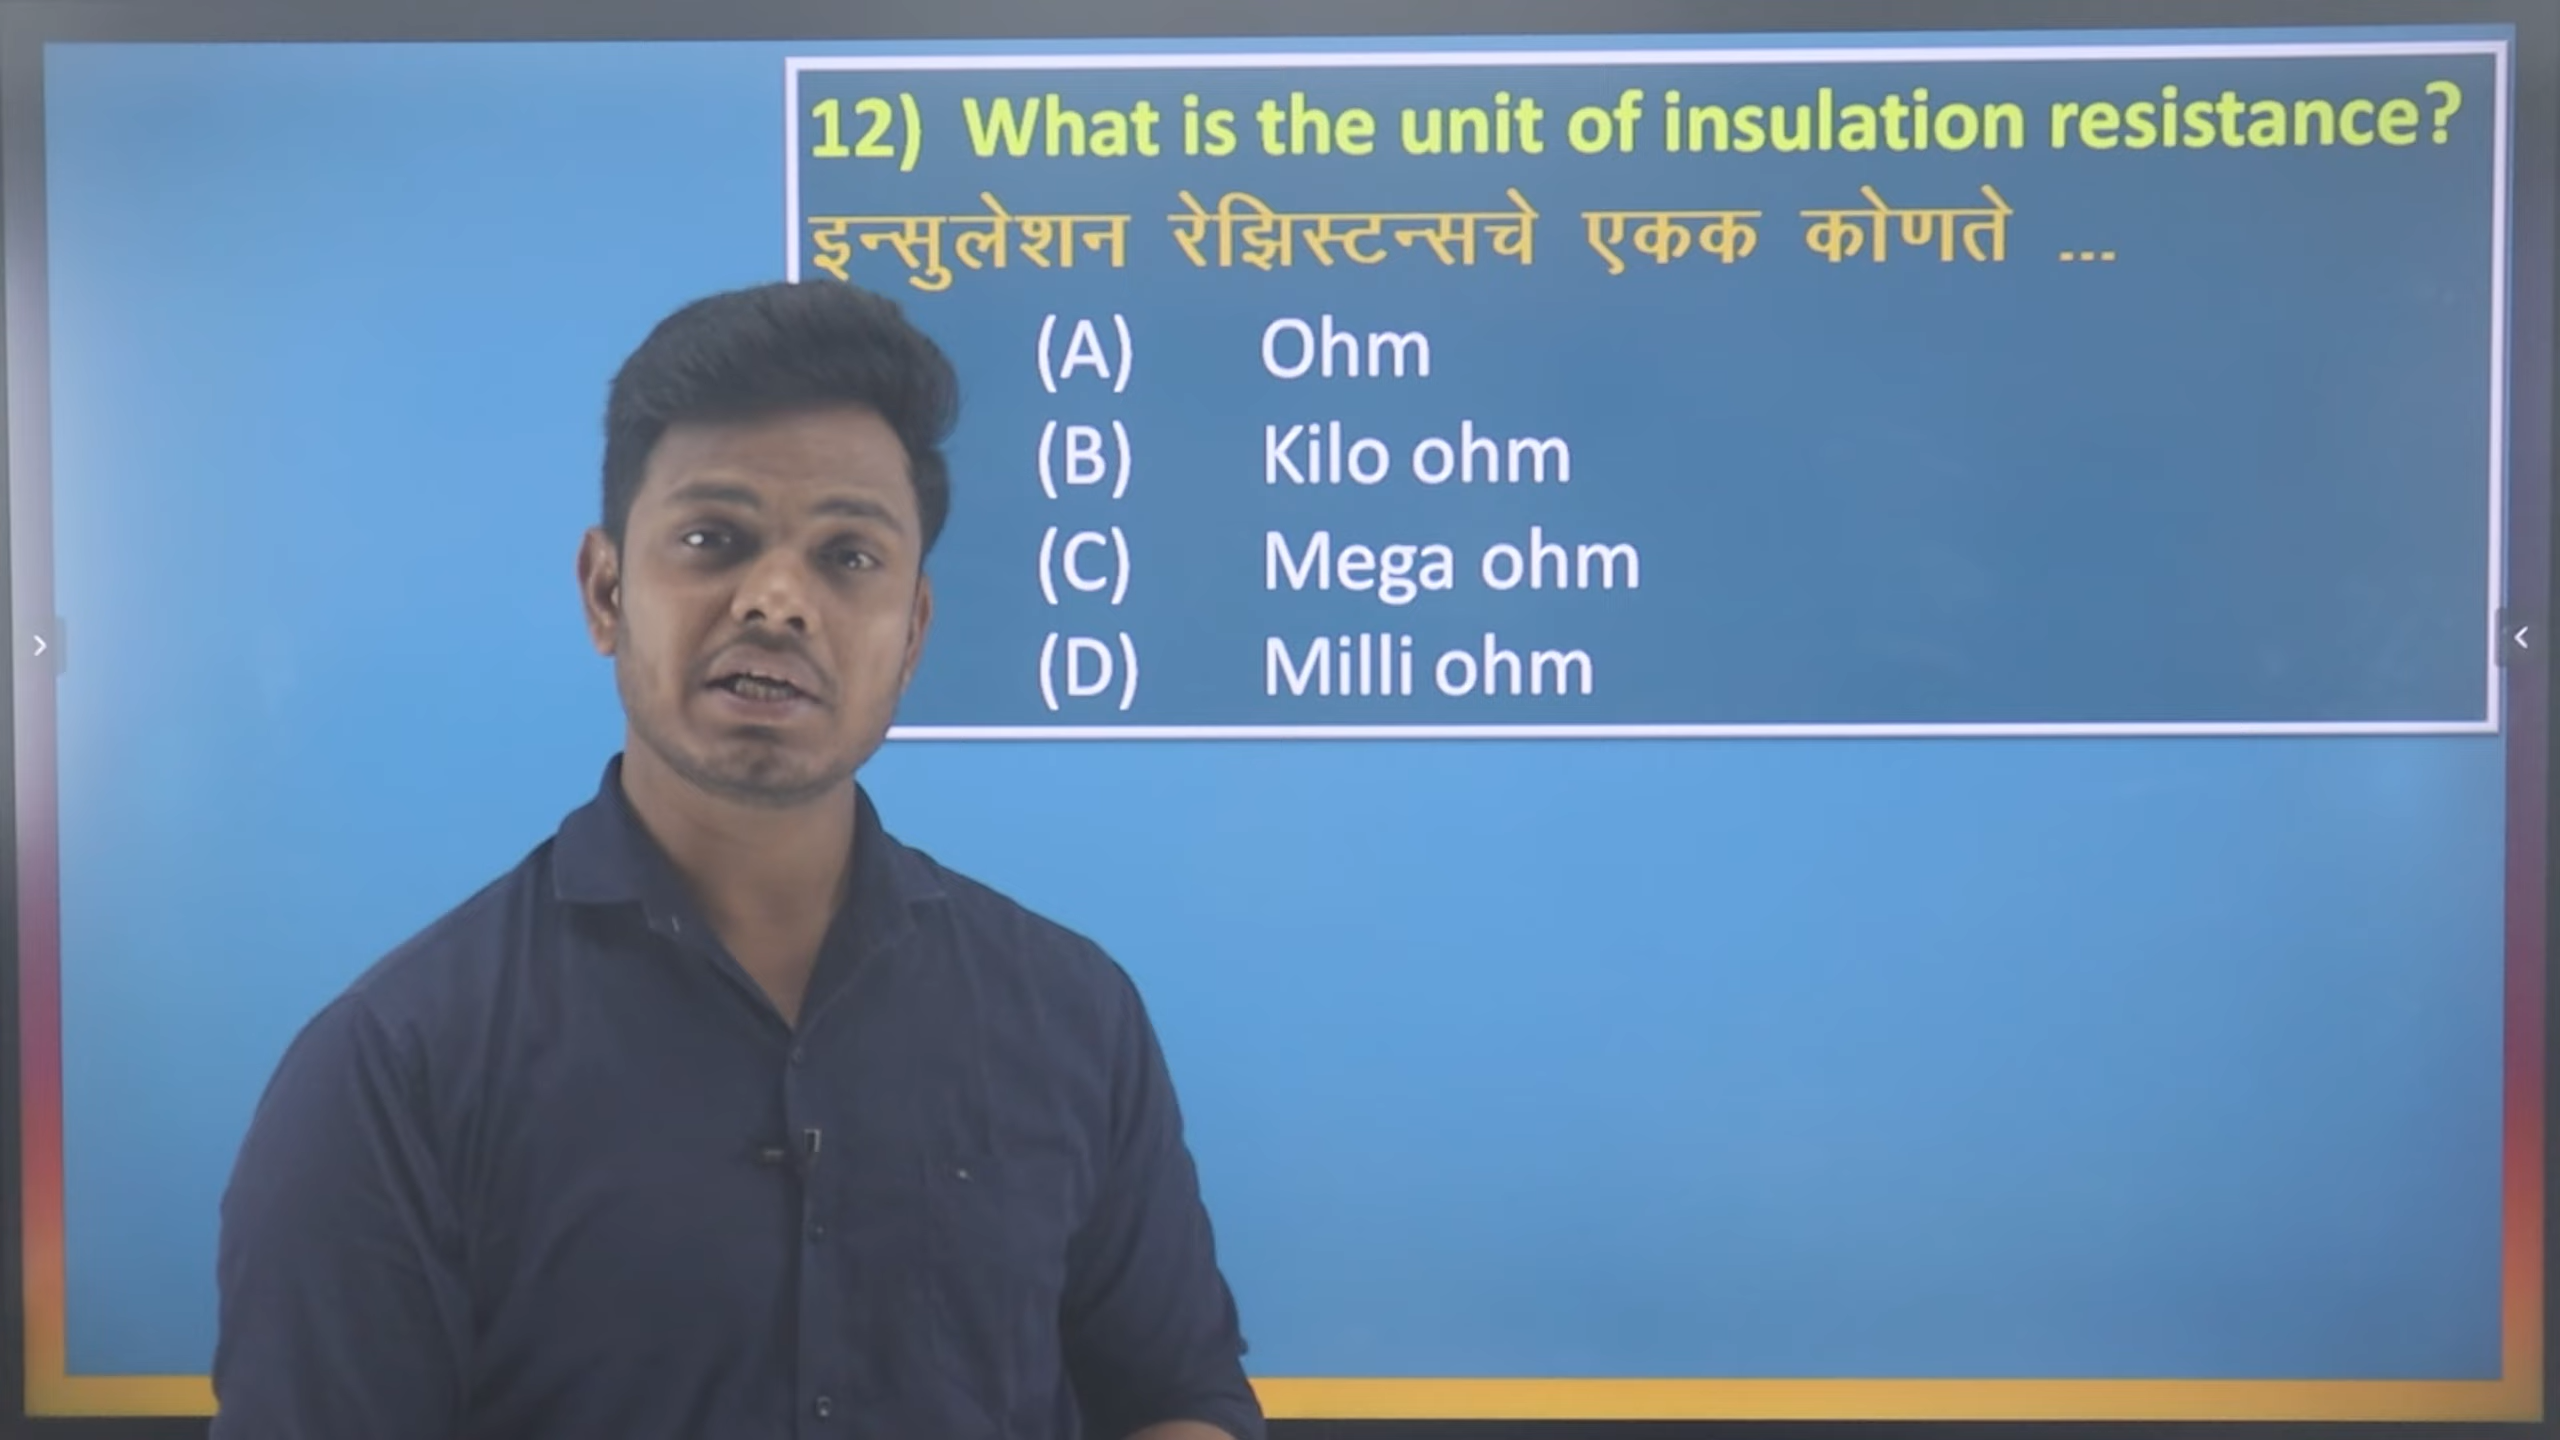 12) What is the unit of insulation resistance?
इन्सुलेशन रेझिस्टन्सचे एकक कोणते ...
(A) Ohm
(B) Kilo ohm
(C) Mega ohm
(D) Milli ohm